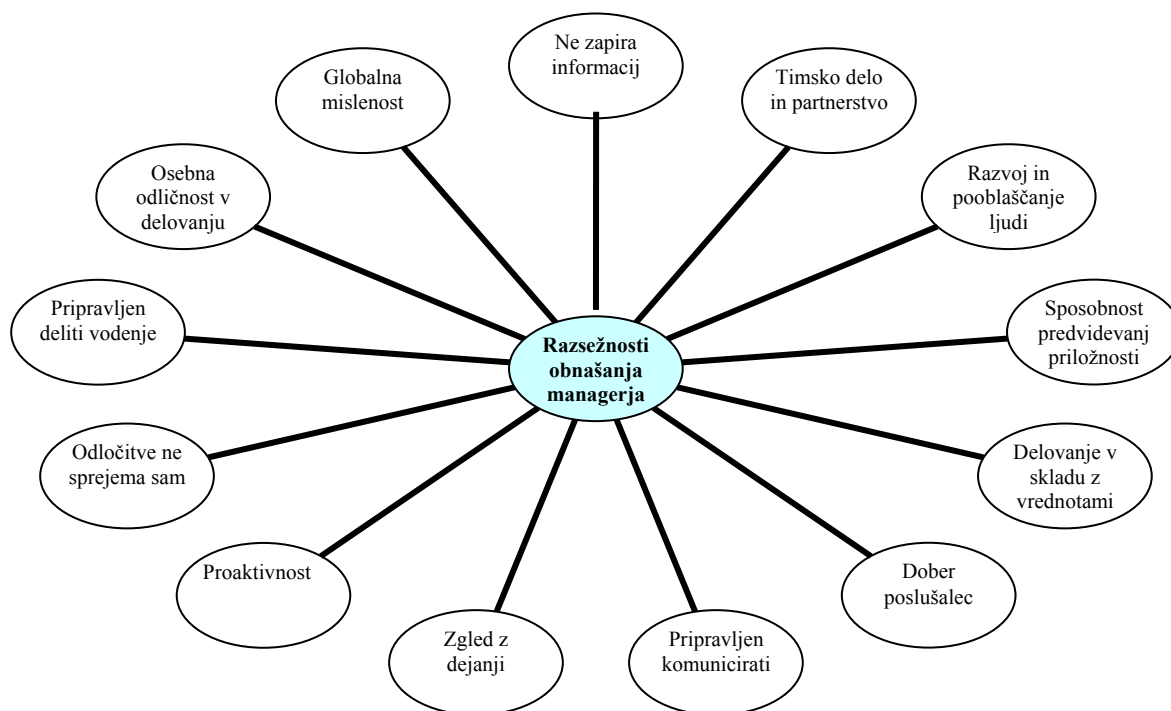 Ne zapira
informacij
Globalna
mislenost
Timsko delo
in partnerstvo
Osebna
odličnost v
delovanju
Razvoj in
pooblaščanje
ljudi
Pripravljen
deliti vodenje
Razsežnosti
obnašanja
managerja
Sposobnost
predvidevanj
priložnosti
Odločitve ne
sprejema sam
Delovanje v
skladu z
vrednotami
Proaktivnost
Dober
poslušalec
Zgled z
dejanji
Pripravljen
komunicirati